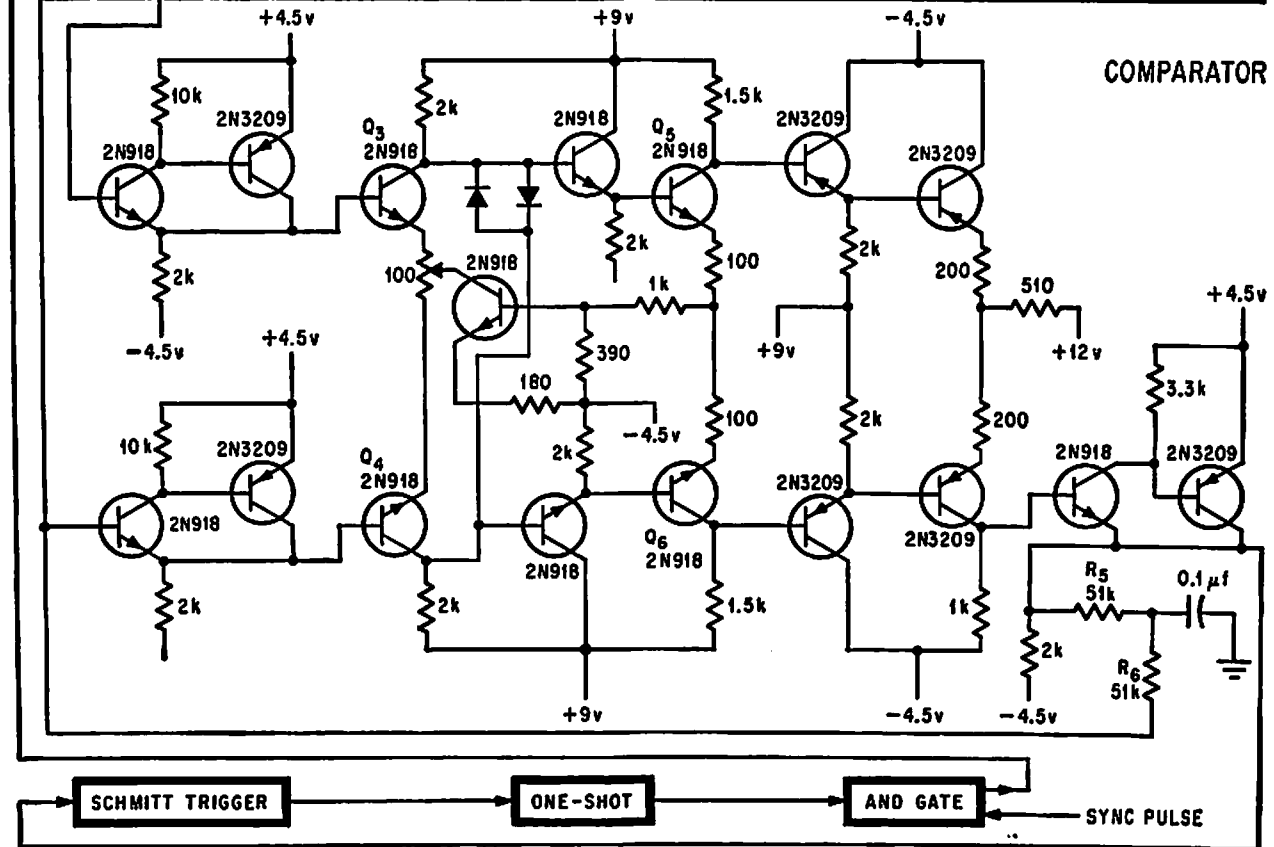 +4.5v
+9v
-4.5v
COMPARATOR
10k
2N3209
2N918
2k
-4.5v
Q3
2N918
2k
100
2N918
2N918
2k
Q5
2N918
1.5k
100
1k
390
180
-4.5v
2N3209
2N3209
2k
200
510
+9v
+12v
+4.5v
+4.5v
10k
2N3209
2N918
2k
Q4
2N918
2k
2k
2N918
100
Q6
2N918
1.5k
+9v
2k
2N3209
200
2N3209
1k
-4.5v
3.3k
2N918
2N3209
R5
51k
0.1μf
2k
R6
51k
-4.5v
SCHMITT TRIGGER
ONE-SHOT
AND GATE
SYNC PULSE